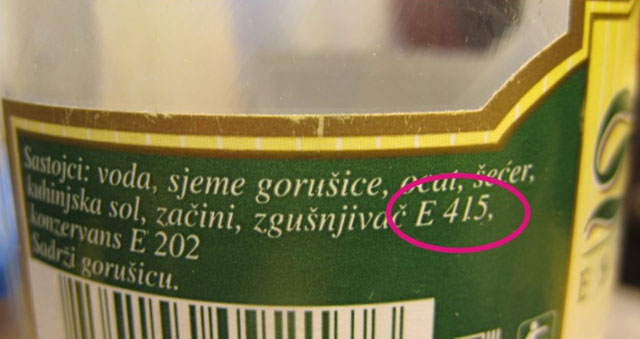 Sastojci: voda, sjeme gorušice, ocat, šećer,
kuhinjska sol, začini, zgušnjivač E 415,
konzervans E 202
Sadrži gorušicu.